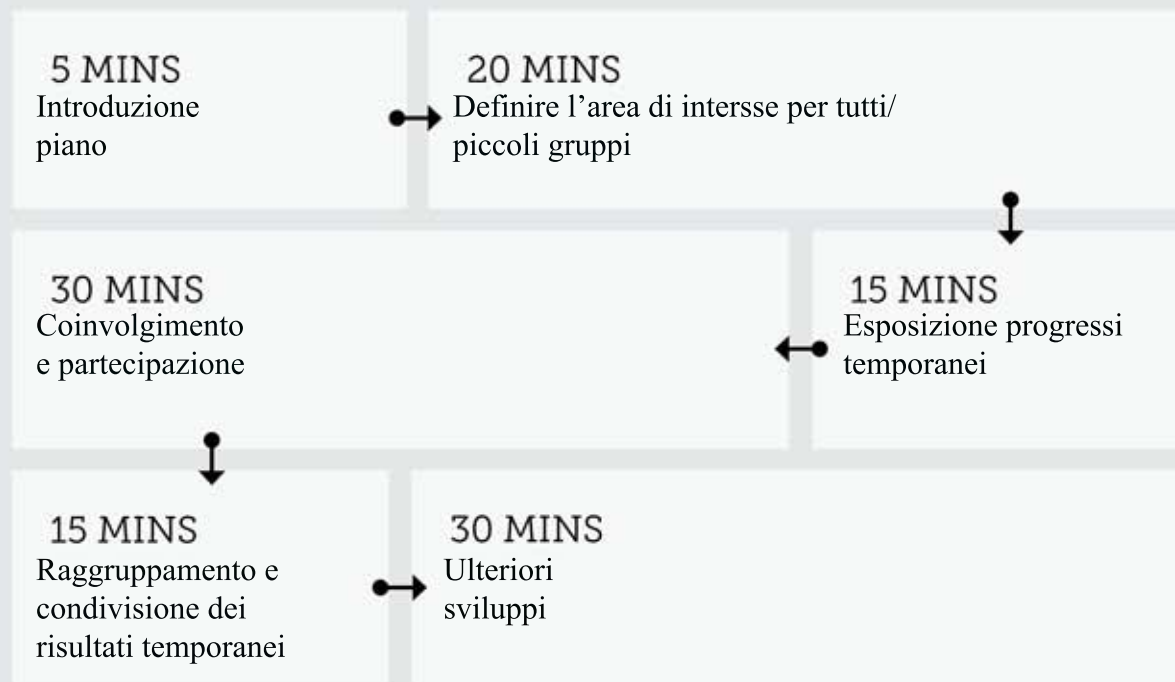 5 MINS
Introduzione
piano
20 MINS
Definire l’area di intersse per tutti/
piccoli gruppi
15 MINS
Esposizione progressi
temporanei
30 MINS
Coinvolgimento
e partecipazione
15 MINS
Raggruppamento e
condivisione dei
risultati temporanei
30 MINS
Ulteriori
sviluppi